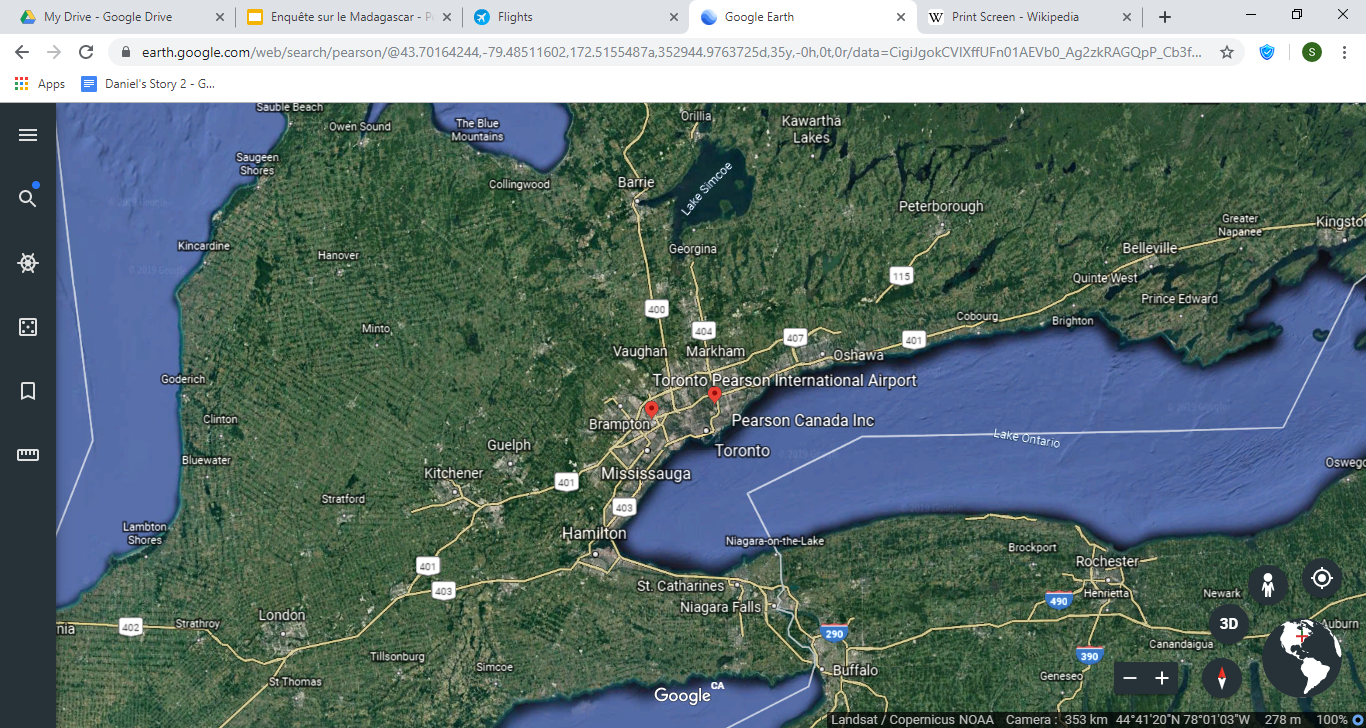 My Drive - Google Drive
Enquête sur le Madagascar - P
Flights
Google Earth
W Print Screen - Wikipedia
earth.google.com/web/search/pearson/@43.70164244,-79.48511602,172.5155487a,352944.9763725d,35y,-0h,0t,0r/data=CigiJgokCVIXffUFn01AEVb0_Ag2zkRAGQpP_Cb3f...
S
Apps
Daniel's Story 2 - G...
Sauble Beach
Owen Sound
The Blue
Mountains
Orillia
Kawartha
Lakes
Saugeen
Shores
Collingwood
Barrie
Lake Simcoe
Peterborough
Greater
Napanee
Kingsto
Kincardine
Hanover
Georgina
Belleville
115
Quinte West
Prince Edward
400
Minto
404
407
401
Cobourg
Brighton
Vaughan
Markham
Oshawa
Goderich
Toronto Pearson International Airport
Clinton
Brampton
Pearson Canada Inc
Lake Ontario
Bluewater
Guelph
Toronto
Kitchener
401
Mississauga
Oswego
Stratford
403
Lambton
Shores
Hamilton
Niagara-on-the-Lake
Brockport
Rochester
401
403
St. Catharines
Henrietta
Newark
490
Niagara Falls
London
402
Strathroy
nia
290
3D
Auburn
Canandaigua
Tillsonburg
Simcoe
390
Buffalo
Geneseo
St Thomas
Google CA
Landsat / Copernicus NOAA Camera : 353 km 44°41'20"N 78°01'03"W 278 m 100%